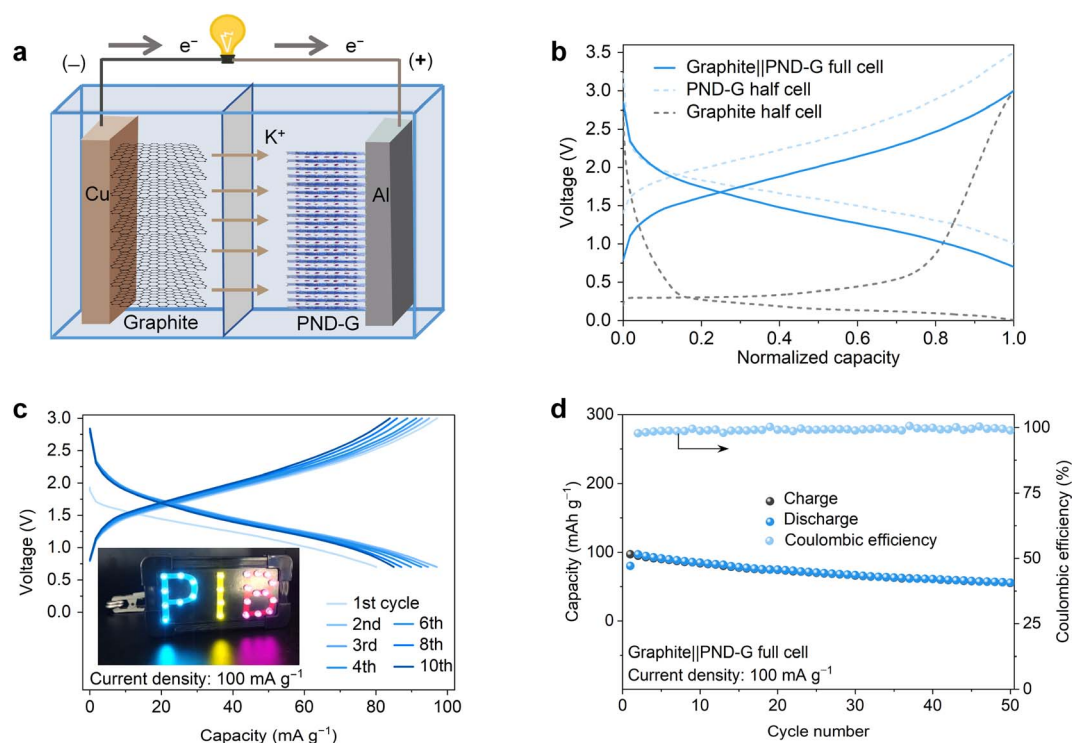 a
e⁻
e⁻
(–)
(+)
K⁺
Cu
Al
Graphite
PND-G
b
3.5
3.0
2.5
2.0
1.5
1.0
0.5
0.0
Voltage (V)
Graphite||PND-G full cell
PND-G half cell
Graphite half cell
0.0 0.2 0.4 0.6 0.8 1.0
Normalized capacity
c
3.0
2.5
2.0
1.5
1.0
0.5
0.0
Voltage (V)
PIB
1st cycle
2nd
3rd
4th
6th
8th
10th
Current density: 100 mA g⁻¹
0 20 40 60 80 100
Capacity (mA g⁻¹)
d
300
250
200
150
100
50
0
Capacity (mAh g⁻¹)
Charge
Discharge
Coulombic efficiency
Graphite||PND-G full cell
Current density: 100 mA g⁻¹
100
75
50
25
0
Coulombic efficiency (%)
0 10 20 30 40 50
Cycle number